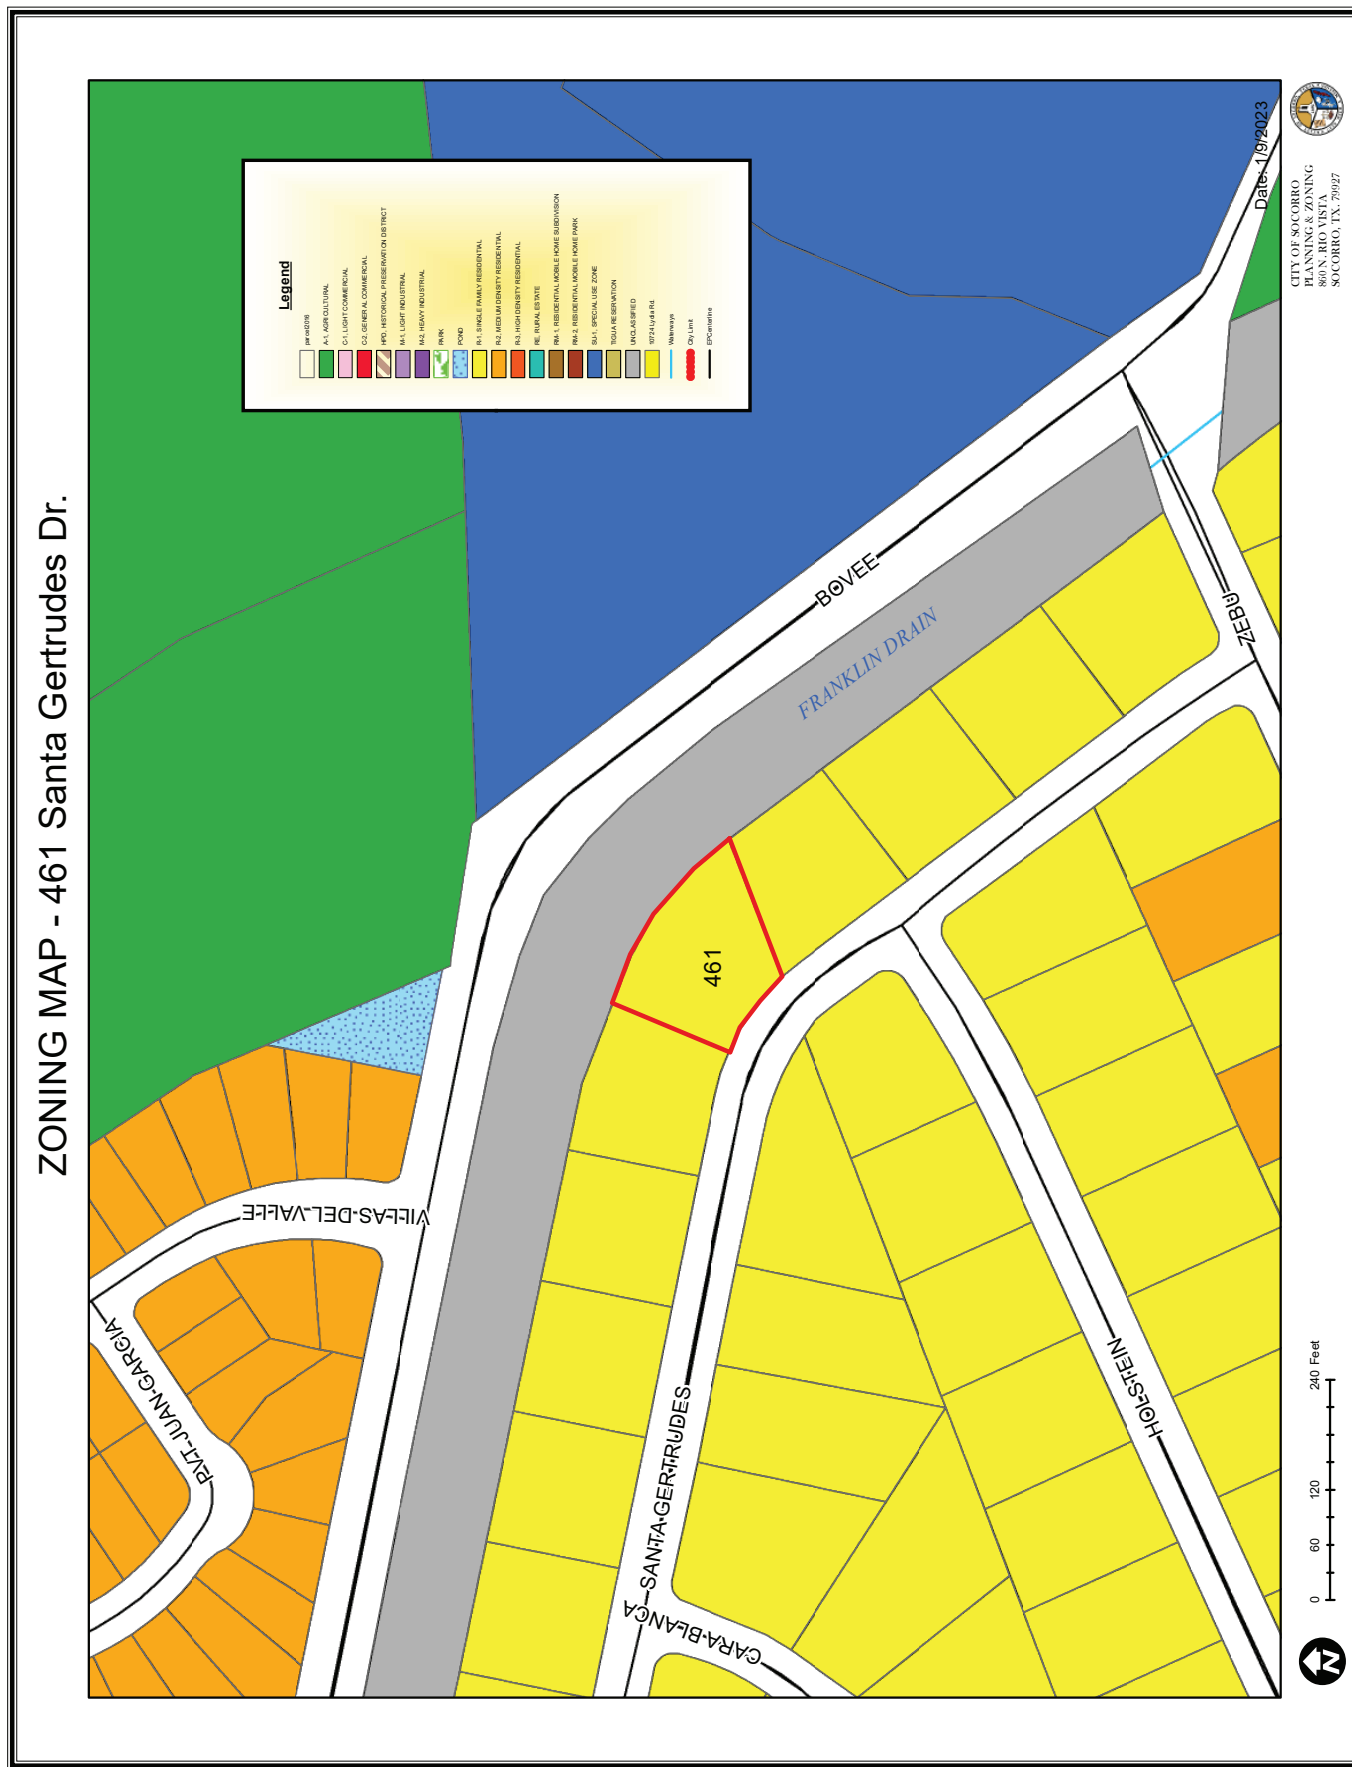 ZONING MAP - 461 Santa Gertrudes Dr.
Legend
parcel2016
A-1, AGRICULTURAL
C-1, LIGHT COMMERCIAL
C-2, GENERAL COMMERCIAL
HPD, HISTORICAL PRESERVATION DISTRICT
M-1, LIGHT INDUSTRIAL
M-2, HEAVY INDUSTRIAL
PARK
POND
R-1, SINGLE FAMILY RESIDENTIAL
R-2, MEDIUM DENSITY RESIDENTIAL
R-3, HIGH DENSITY RESIDENTIAL
RE, RURAL ESTATE
RM-1, RESIDENTIAL MOBILE HOME SUBDIVISION
RM-2, RESIDENTIAL MOBILE HOME PARK
SU-1, SPECIAL USE ZONE
TIGUA RESERVATION
UNCLASSIFIED
10724 Lydia Rd.
Waterways
City Limit
EPCenterline
PVT-JUAN-GARCIA
VILLAS-DEL-VALLE
BOVEE
FRANKLIN DRAIN
461
SANTA-GERTRUDES
CARA-BLANCA
HOLSTEIN
ZEBU
Date: 1/9/2023
N
0 60 120 240 Feet
CITY OF SOCORRO
PLANNING & ZONING
860 N. RIO VISTA
SOCORRO, TX. 79927